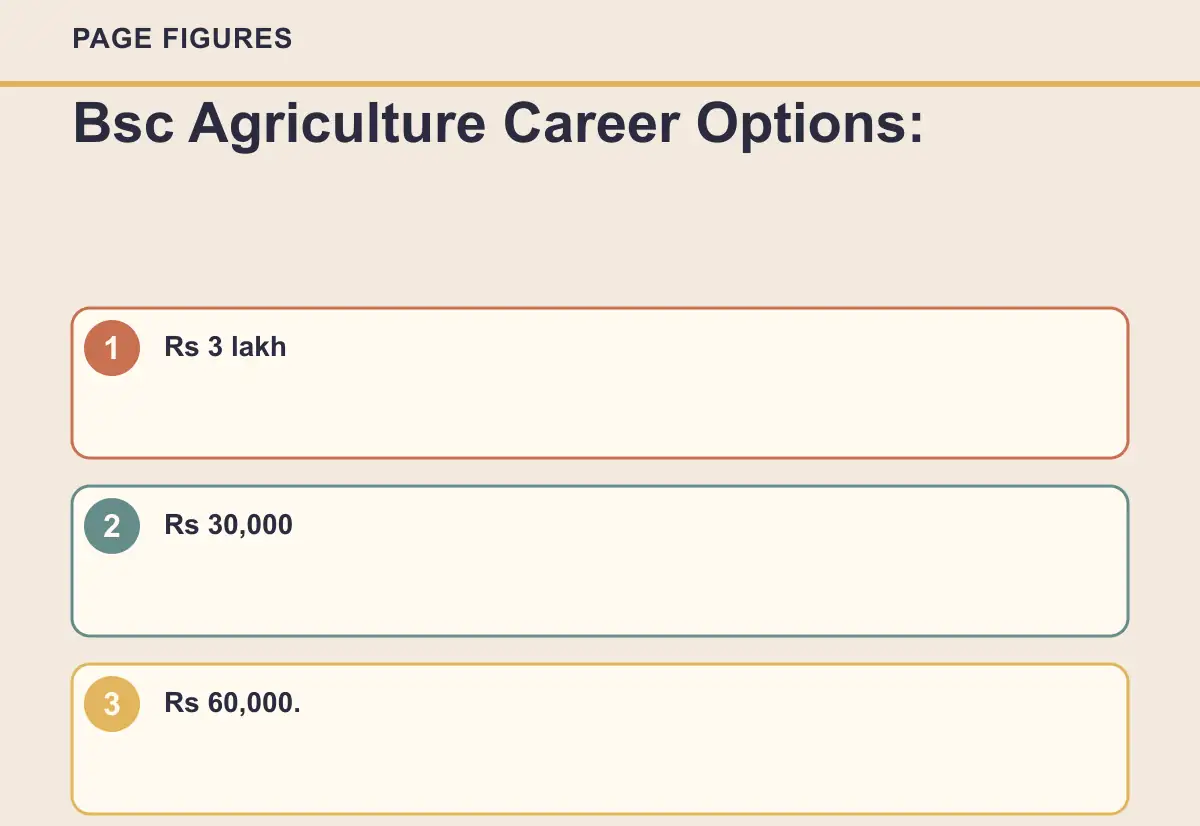 PAGE FIGURES
Bsc Agriculture Career Options:
1 Rs 3 lakh
2 Rs 30,000
3 Rs 60,000.